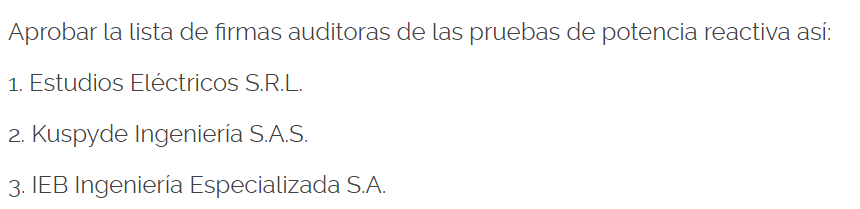 Aprobar la lista de firmas auditoras de las pruebas de potencia reactiva así:
1. Estudios Eléctricos S.R.L.
2. Kuspyde Ingeniería S.A.S.
3. IEB Ingeniería Especializada S.A.